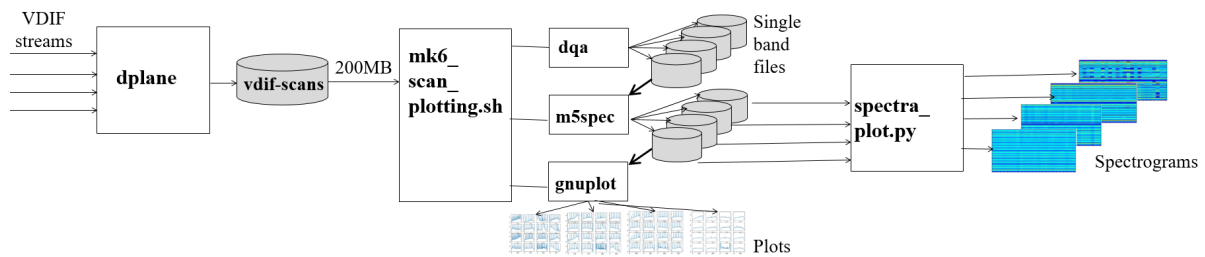 VDIF
streams
dplane
vdif-scans
200MB
mk6_
scan_
plotting.sh
dqa
m5spec
gnuplot
Single
band
files
Plots
spectra_
plot.py
Spectrograms